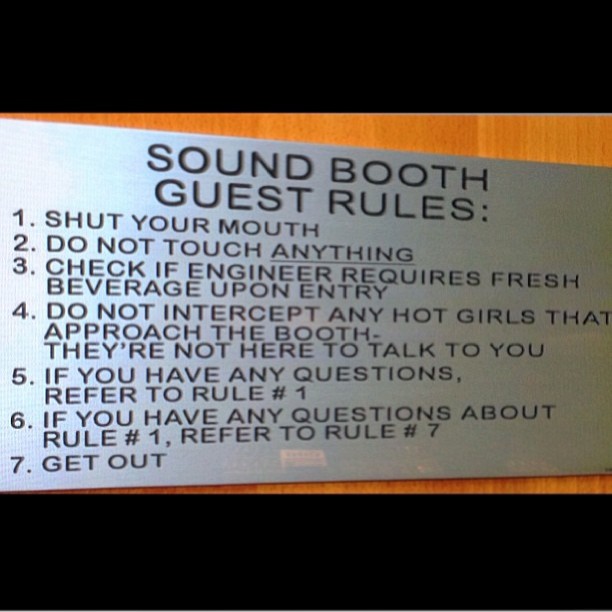 SOUND BOOTH
GUEST RULES:
1. SHUT YOUR MOUTH
2. DO NOT TOUCH ANYTHING
3. CHECK IF ENGINEER REQUIRES FRESH
BEVERAGE UPON ENTRY
4. DO NOT INTERCEPT ANY HOT GIRLS THAT
APPROACH THE BOOTH-
THEY'RE NOT HERE TO TALK TO YOU
5. IF YOU HAVE ANY QUESTIONS,
REFER TO RULE # 1
6. IF YOU HAVE ANY QUESTIONS ABOUT
RULE # 1, REFER TO RULE # 7
7. GET OUT